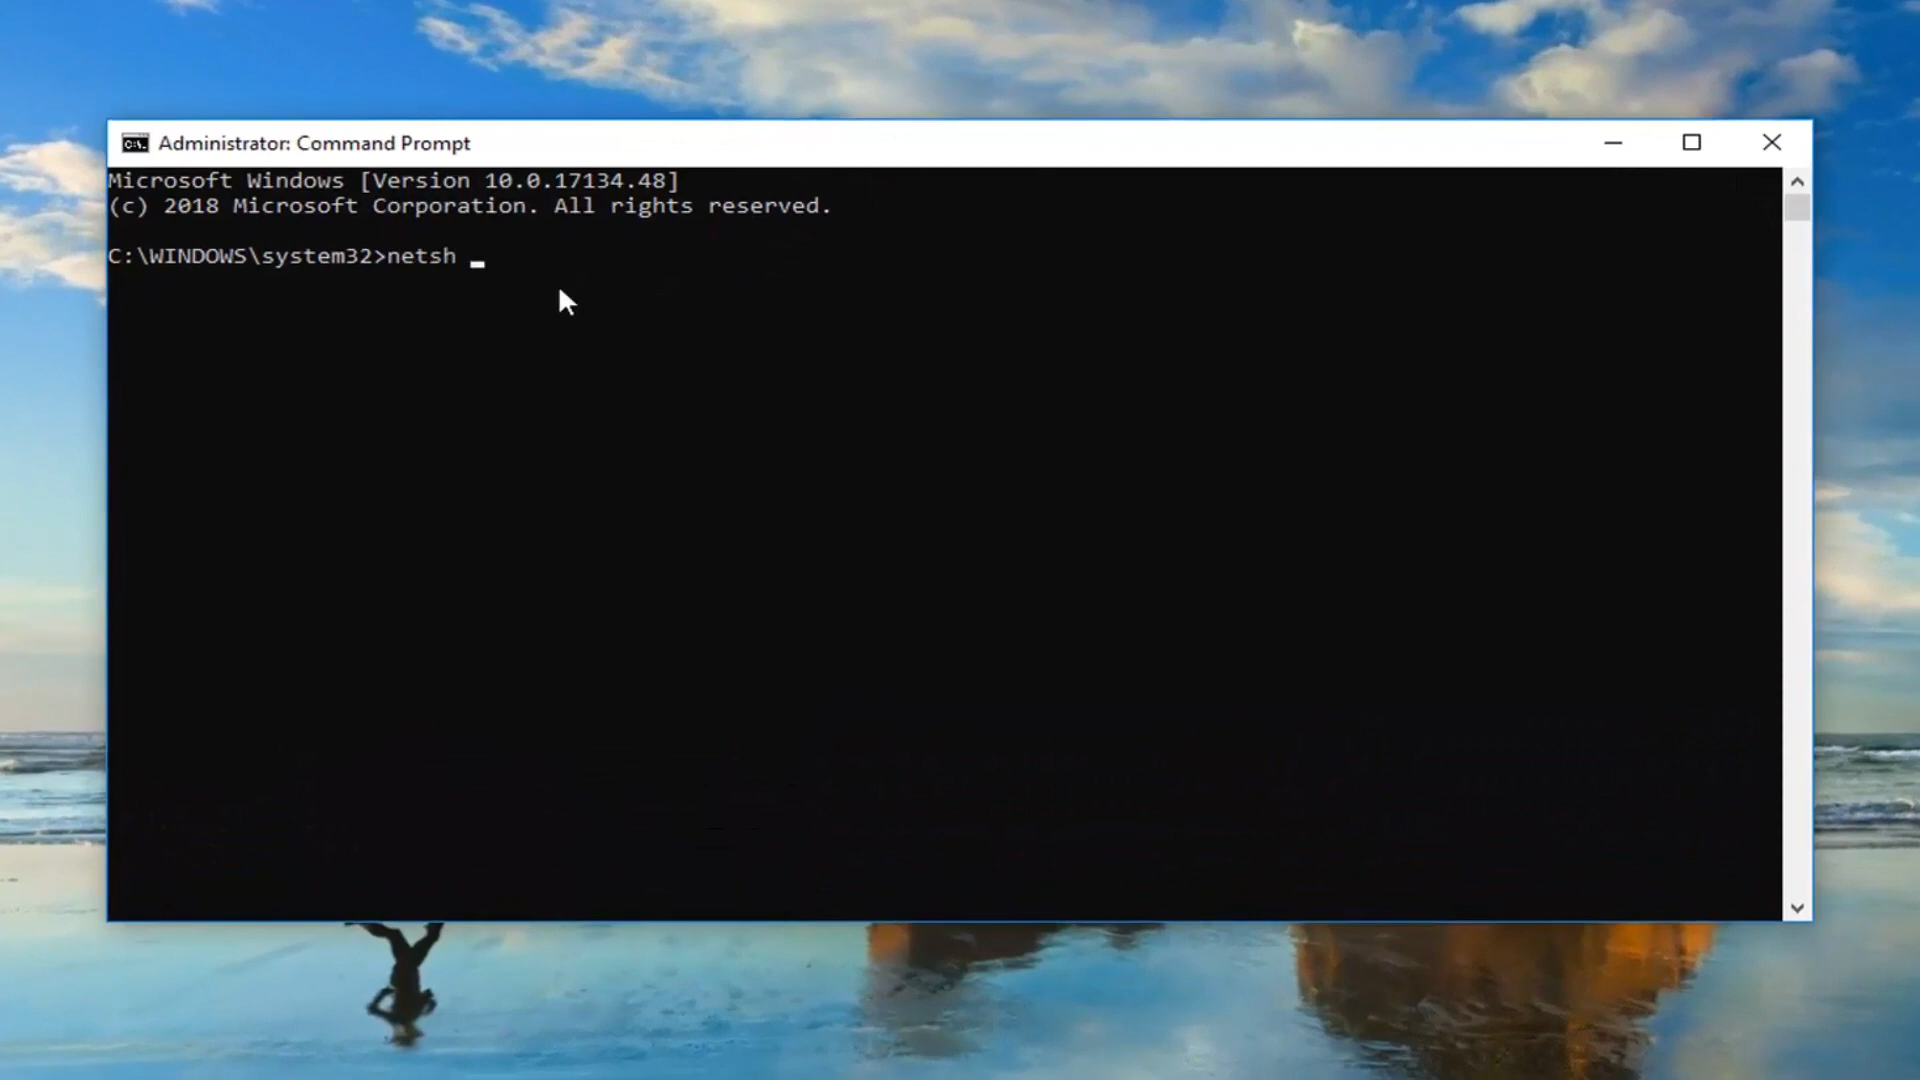 Administrator: Command Prompt
Microsoft Windows [Version 10.0.17134.48]
(c) 2018 Microsoft Corporation. All rights reserved.
C:\WINDOWS\system32>netsh